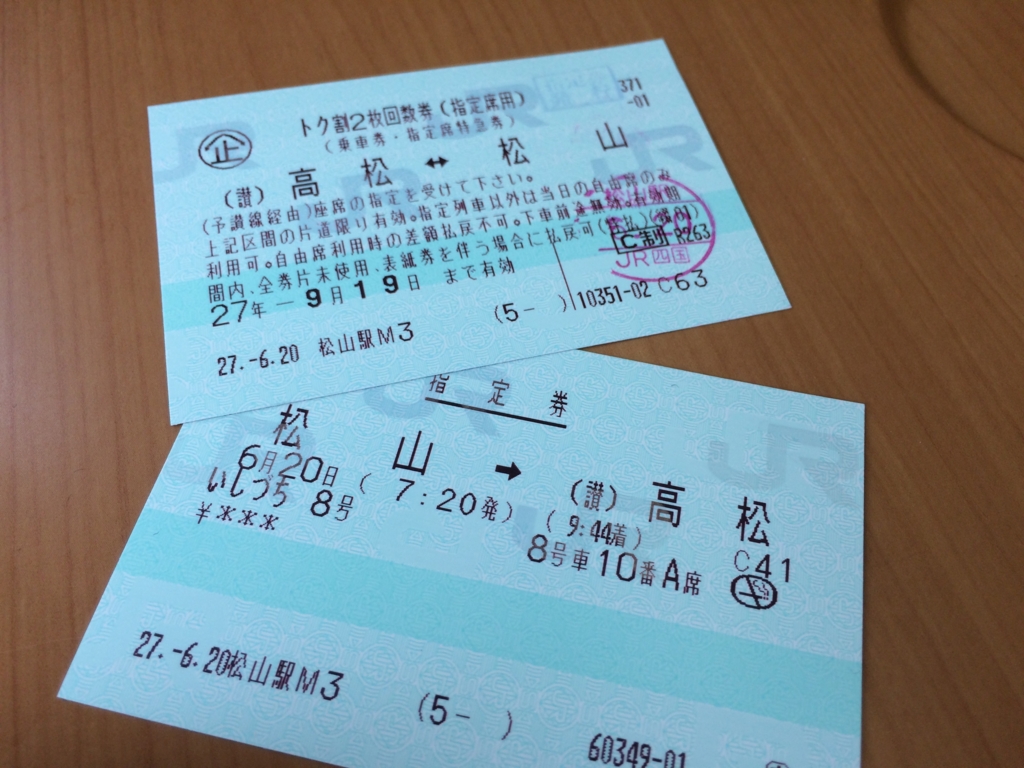 371
-01
企
トク割2枚回数券(指定席用)
(乗車券・指定席特急券)
(讃) 高 松 ↔ 松 山
(予讃線経由)座席の指定を受けて下さい。
上記区間の片道限り有効。指定列車以外は当日の自由席のみ
利用可。自由席利用時の差額払戻不可。下車前途無効。有効期
間内、全券片未使用、表紙券を伴う場合に払戻可
C制 R263
JR四国
27年 - 9月19日 まで有効
27.-6.20 松山駅M3 (5- ) 10351-02 C63
指 定 券
松 山 → (讃) 高 松
6月20日 ( 7:20発) ( 9:44着) C41
いしづち 8号 8号車10番A席
¥***
27.-6.20松山駅M3 (5- )
60349-01